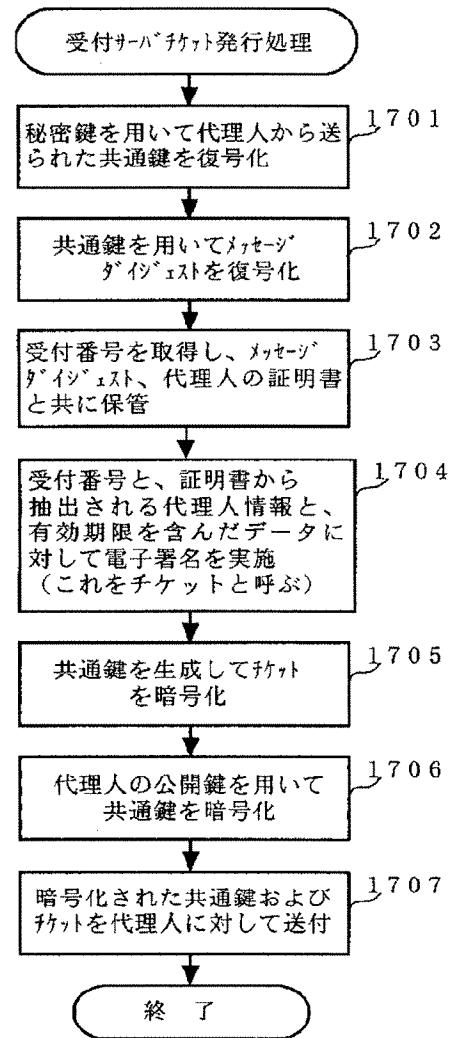 受付ｻｰﾊﾞﾁｹｯﾄ発行処理
1701
秘密鍵を用いて代理人から送
られた共通鍵を復号化
1702
共通鍵を用いてﾒｯｾｰｼﾞ
ﾀﾞｲｼﾞｪｽﾄを復号化
1703
受付番号を取得し、ﾒｯｾｰｼﾞ
ﾀﾞｲｼﾞｪｽﾄ、代理人の証明書
と共に保管
1704
受付番号と、証明書から
抽出される代理人情報と、
有効期限を含んだデータに
対して電子署名を実施
（これをチケットと呼ぶ）
1705
共通鍵を生成してﾁｹｯﾄ
を暗号化
1706
代理人の公開鍵を用いて
共通鍵を暗号化
1707
暗号化された共通鍵および
ﾁｹｯﾄを代理人に対して送付
終 了